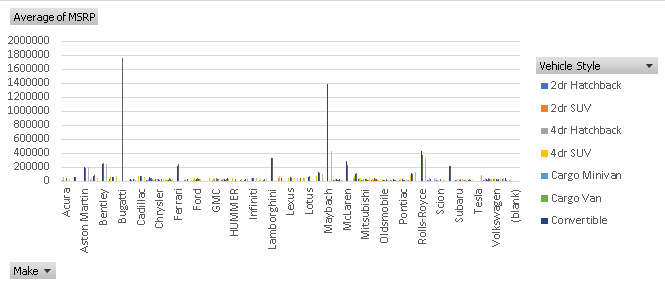 Average of MSRP
2000000
1800000
1600000
1400000
1200000
1000000
800000
600000
400000
200000
0
Acura
Aston Martin
Bentley
Bugatti
Cadillac
Chrysler
Ferrari
Ford
GMC
HUMMER
Infiniti
Lamborghini
Lexus
Lotus
Maybach
McLaren
Mitsubishi
Oldsmobile
Pontiac
Rolls-Royce
Scion
Subaru
Tesla
Volkswagen
(blank)
Vehicle Style
2dr Hatchback
2dr SUV
4dr Hatchback
4dr SUV
Cargo Minivan
Cargo Van
Convertible
Make